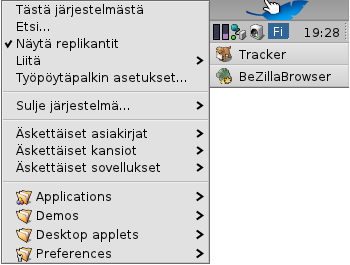 Tästä järjestelmästä
Etsi...
Näytä replikantit
Liitä
Työpöytäpalkin asetukset...
Sulje järjestelmä...
Äskettäiset asiakirjat
Äskettäiset kansiot
Äskettäiset sovellukset
Applications
Demos
Desktop applets
Preferences
Fi 19:28
Tracker
BeZillaBrowser